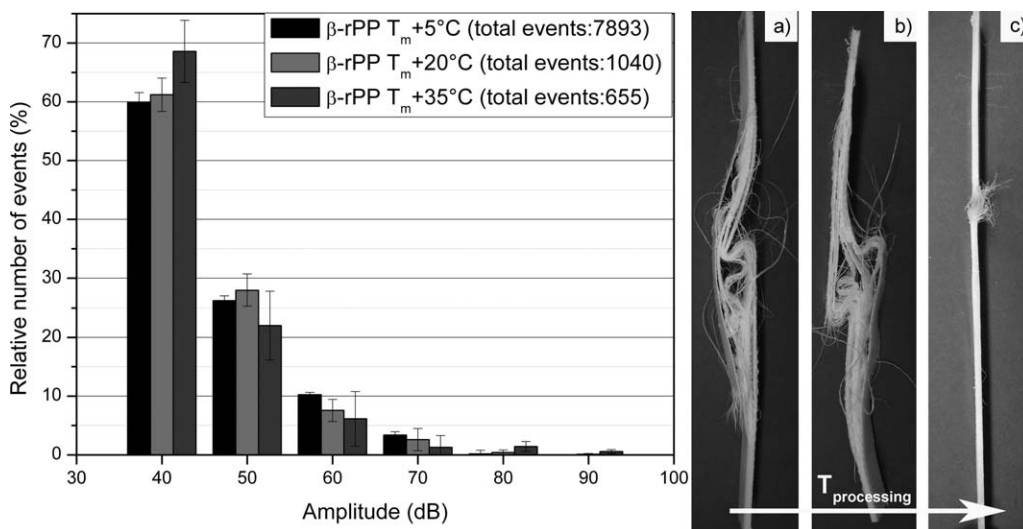 β-rPP Tm+5°C (total events:7893)
β-rPP Tm+20°C (total events:1040)
β-rPP Tm+35°C (total events:655)
Relative number of events (%)
70
60
50
40
30
20
10
0
30 40 50 60 70 80 90 100
Amplitude (dB)
a)
b)
c)
Tprocessing